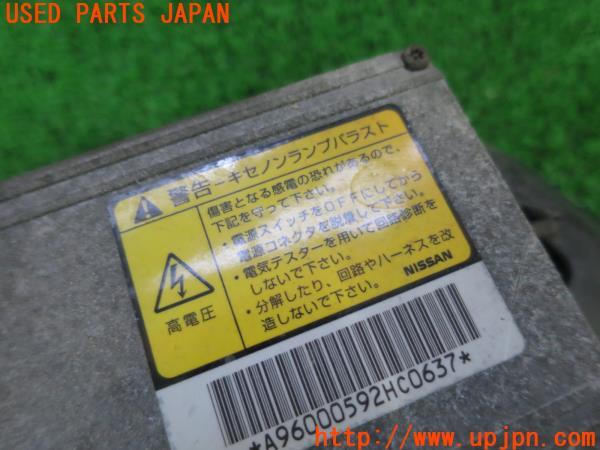 USED PARTS JAPAN
警告-キセノンランプバラスト
傷害となる感電の恐れがあるので、
下記を守って下さい。
・電源スイッチをOFFにしてから
電源コネクタを脱着して下さい。
・電気テスターを用いて回路診断を
しないで下さい。
・分解したり、回路やハーネスを改
造しないで下さい。
高電圧
NISSAN
*A96000592HC0637*
https://www.upjpn.com/